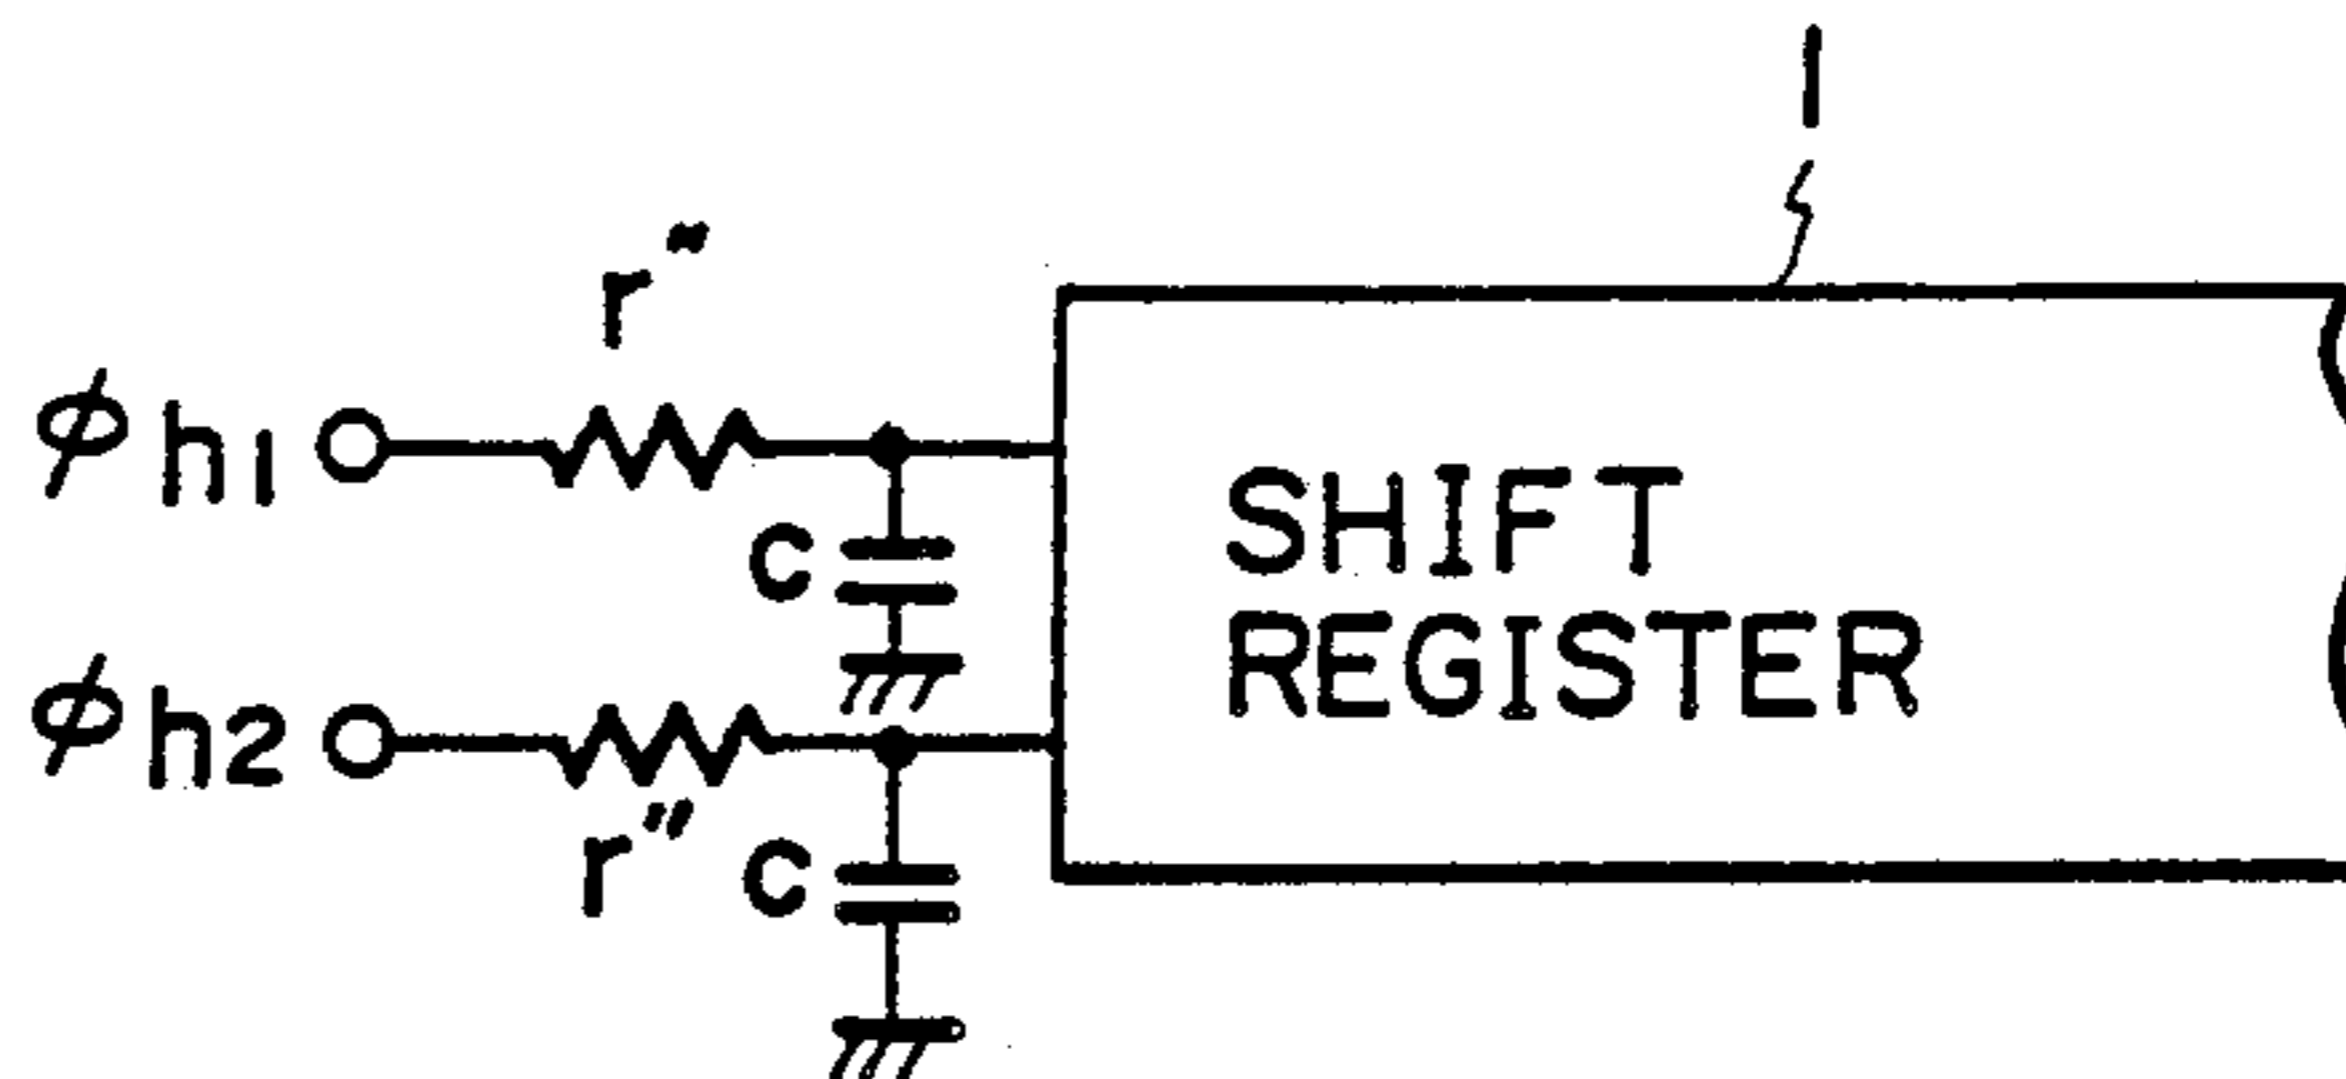 1
r"
ϕh1
C
SHIFT
REGISTER
ϕh2
r"
C